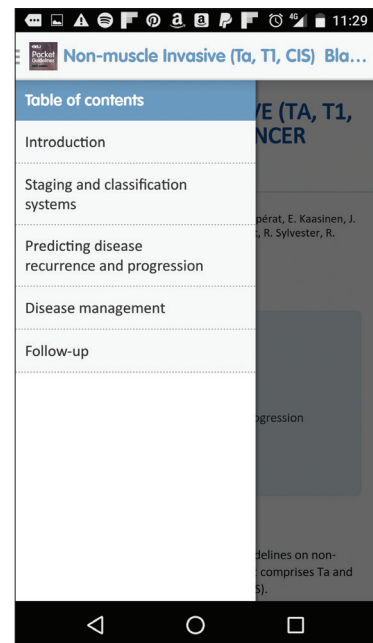 4G 11:29
eau
Pocket
Guidelines
Non-muscle Invasive (Ta, T1, CIS) Bla...
Table of contents
/E (TA, T1,
NCER
Introduction
Staging and classification
systems
pérat, E. Kaasinen, J.
, R. Sylvester, R.
Predicting disease
recurrence and progression
Disease management
Follow-up
ogression
delines on non-
comprises Ta and
S).